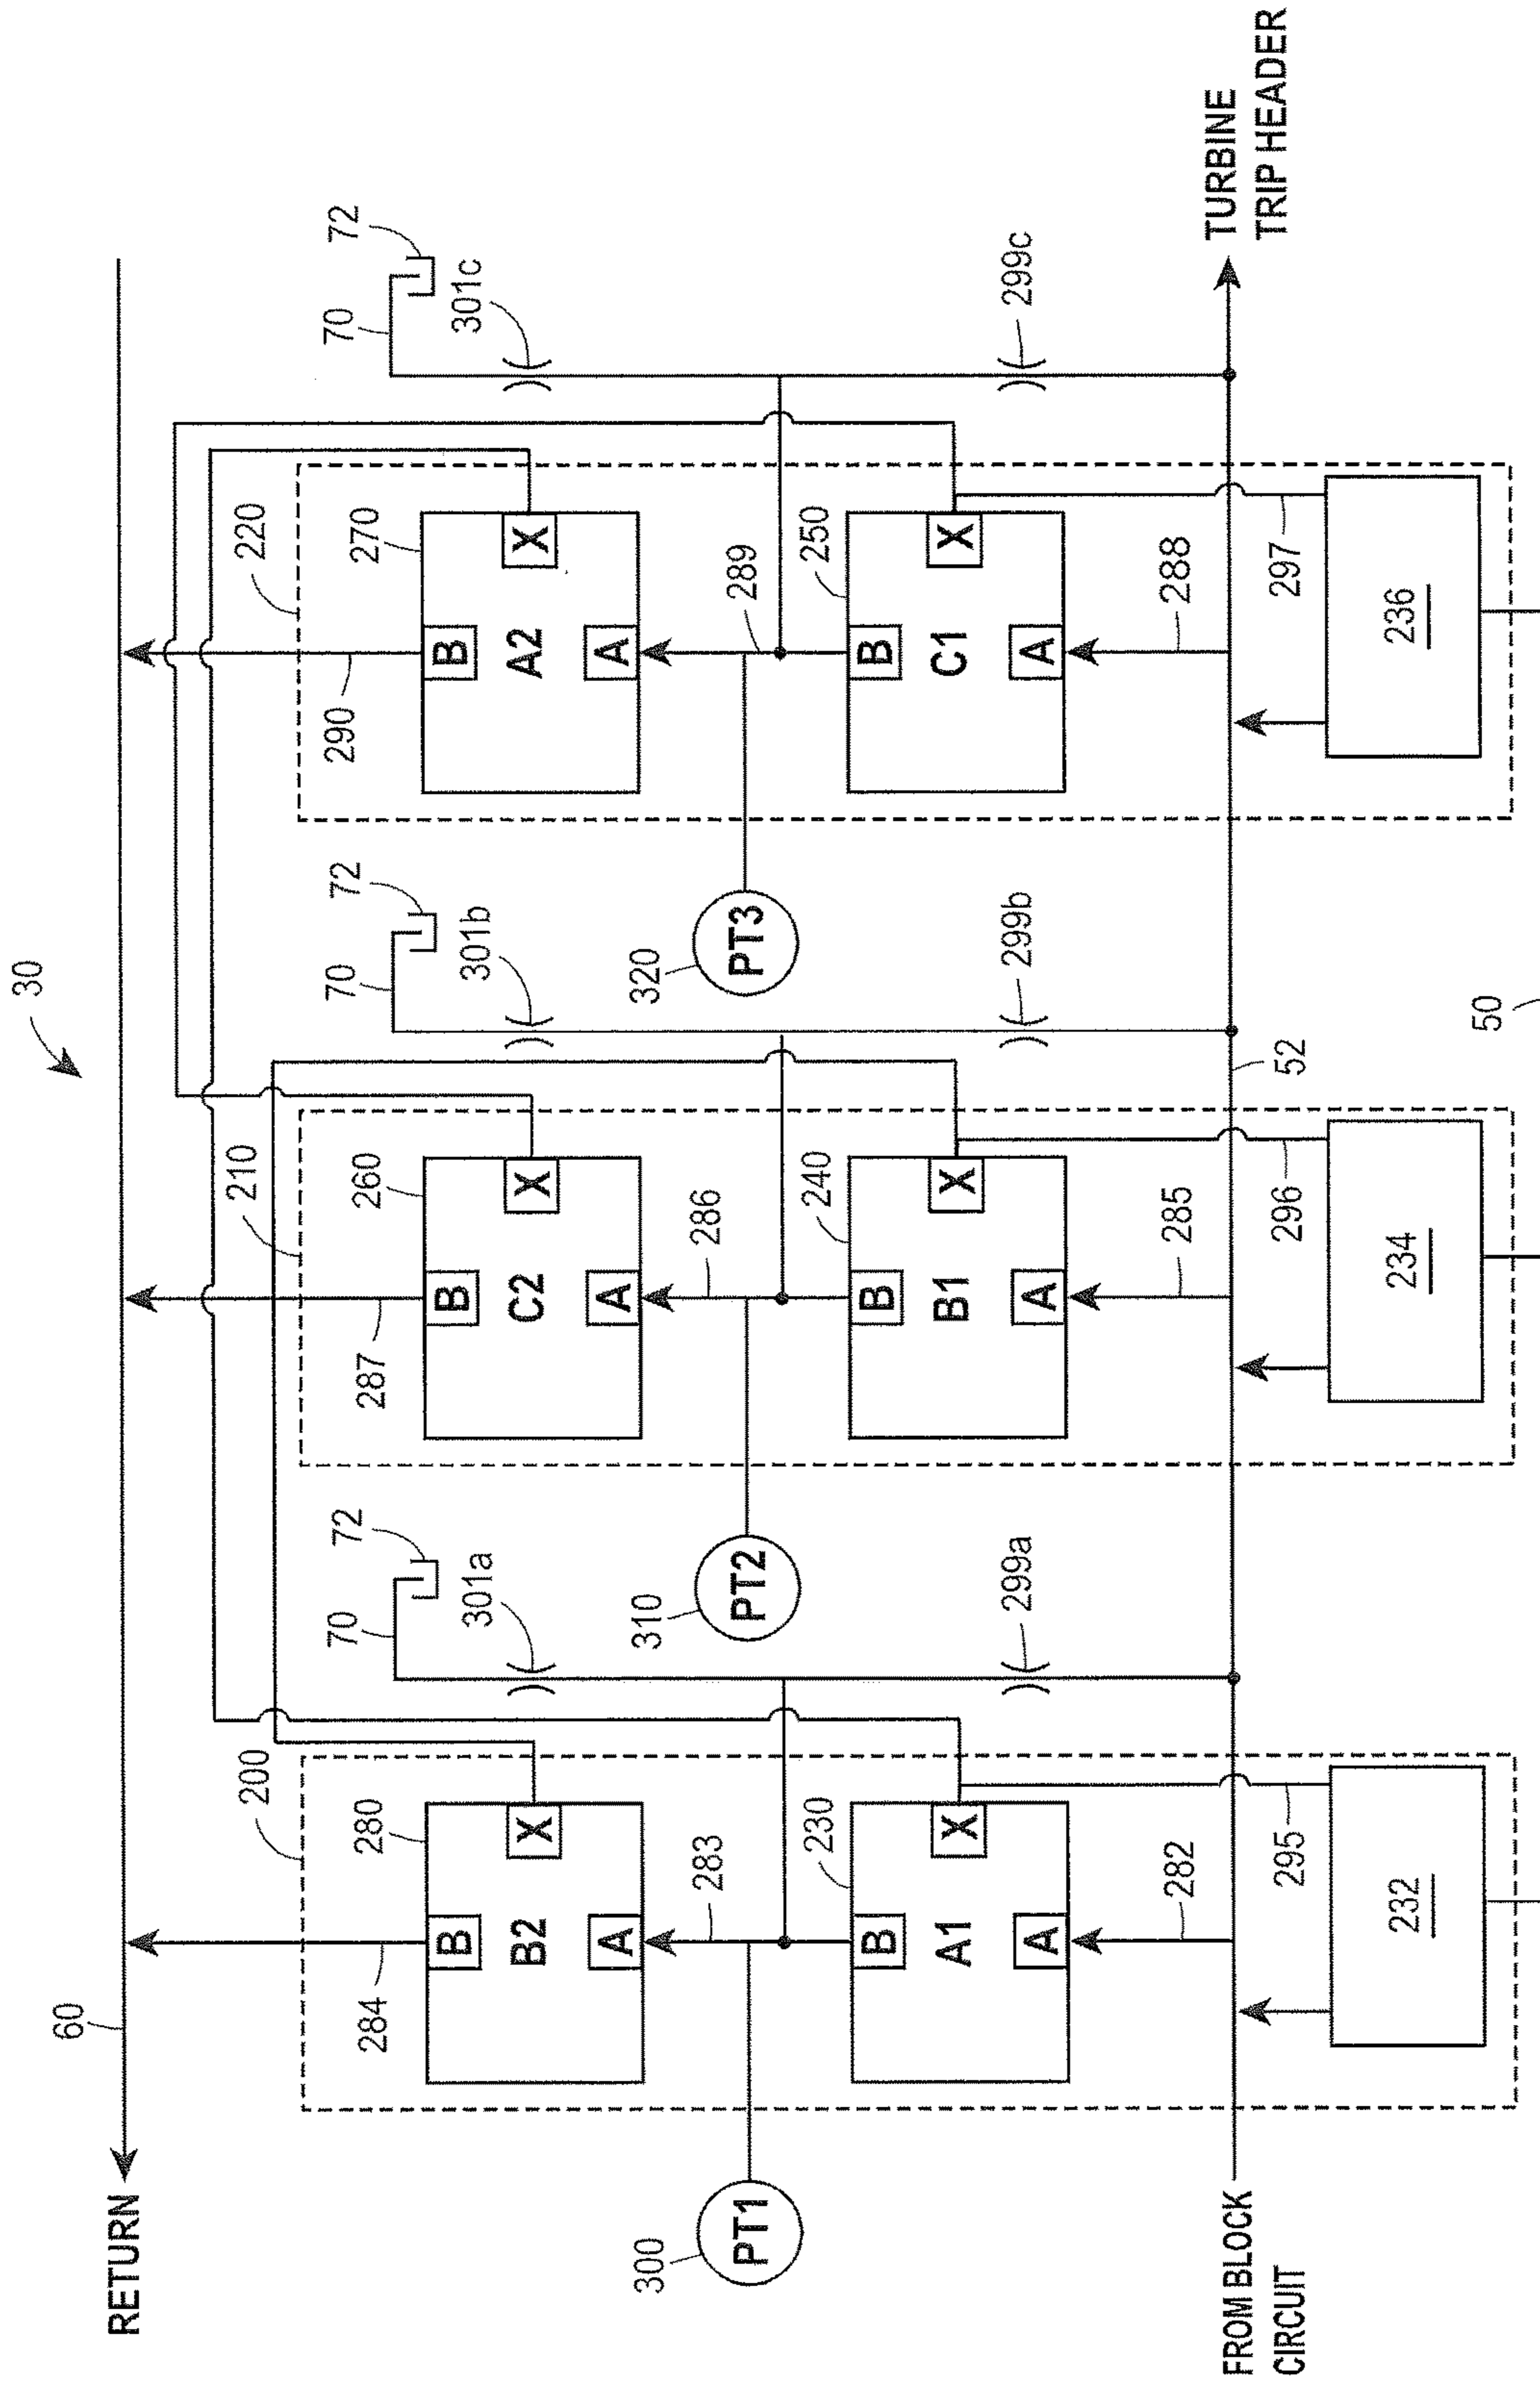 30
RETURN
60
284
200
287
210
290
220
70
72
301a
70
72
301b
70
72
301c
B
B2
X
A
280
B
C2
X
A
260
B
A2
X
A
270
300
PT1
283
310
PT2
286
320
PT3
289
B
A1
X
A
230
B
B1
X
A
240
B
C1
X
A
250
299a
299b
299c
282
285
288
FROM BLOCK
CIRCUIT
52
TURBINE
TRIP HEADER
295
296
297
232
234
236
50